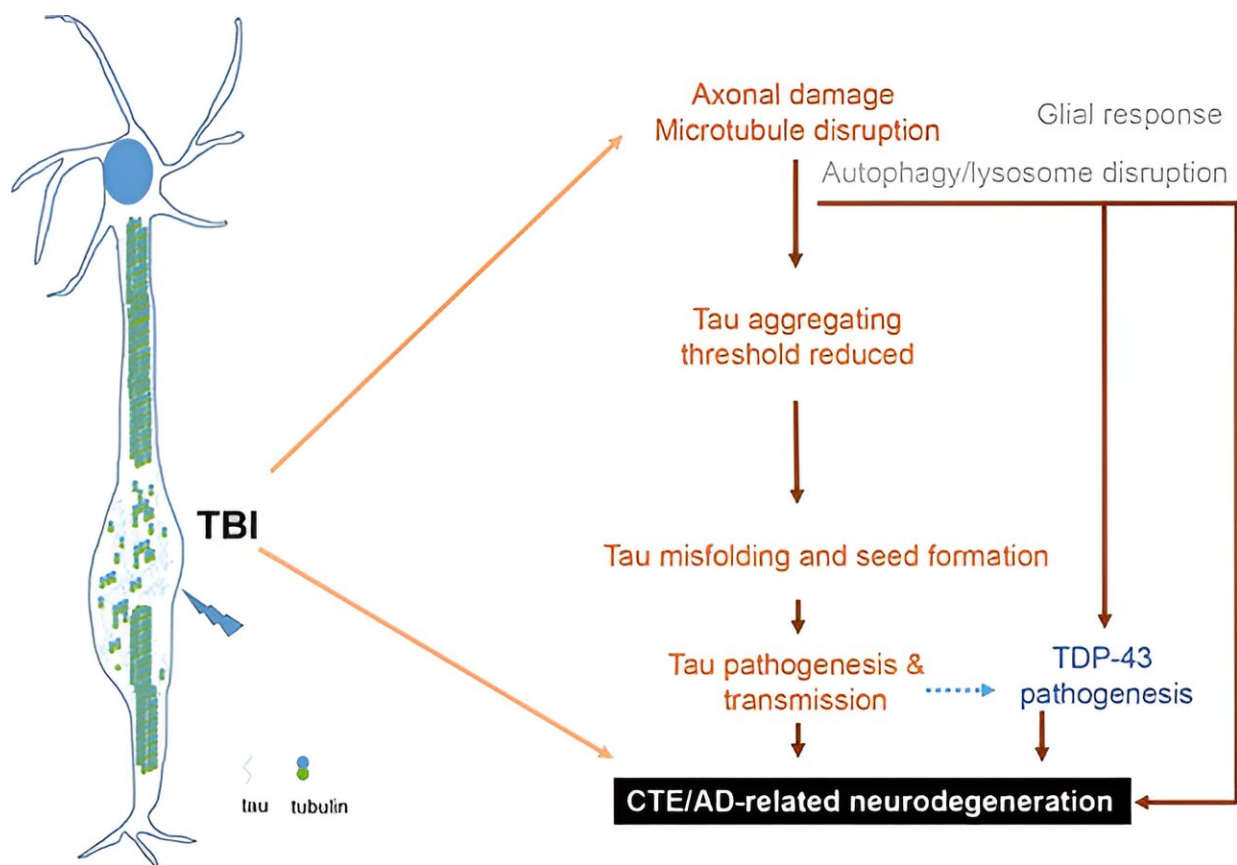 Axonal damage
Microtubule disruption
Glial response
Autophagy/lysosome disruption
Tau aggregating
threshold reduced
TBI
Tau misfolding and seed formation
Tau pathogenesis &
transmission
TDP-43
pathogenesis
tau
tubulin
CTE/AD-related neurodegeneration